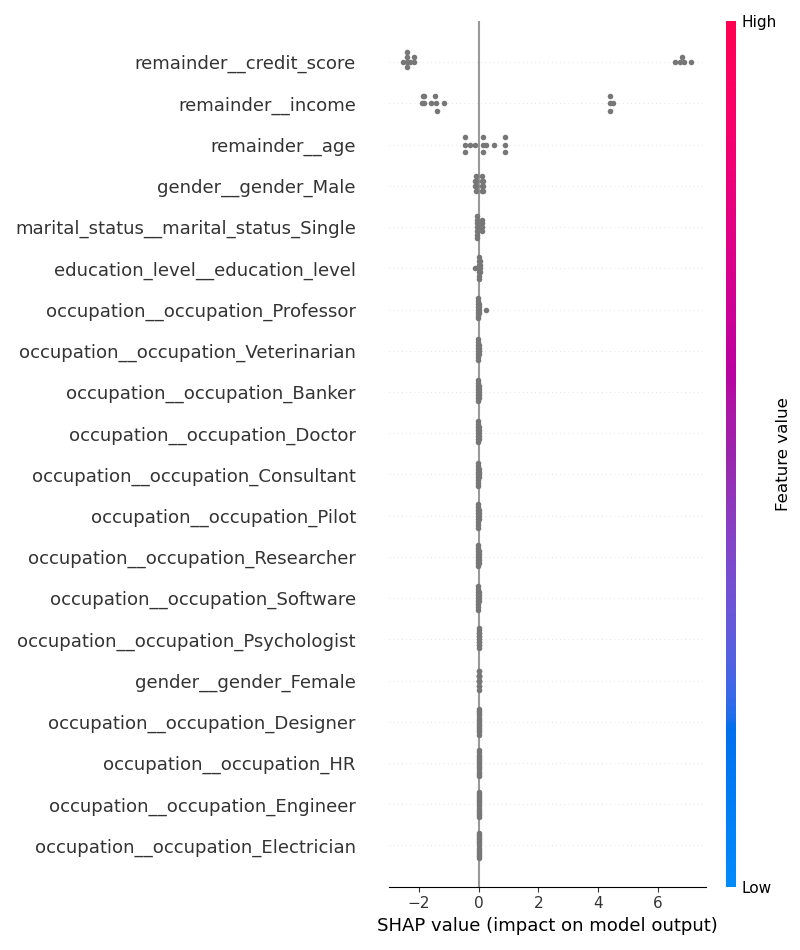 High
remainder__credit_score
remainder__income
remainder__age
gender__gender_Male
marital_status__marital_status_Single
education_level__education_level
occupation__occupation_Professor
occupation__occupation_Veterinarian
occupation__occupation_Banker
occupation__occupation_Doctor
occupation__occupation_Consultant
occupation__occupation_Pilot
occupation__occupation_Researcher
occupation__occupation_Software
occupation__occupation_Psychologist
gender__gender_Female
occupation__occupation_Designer
occupation__occupation_HR
occupation__occupation_Engineer
occupation__occupation_Electrician
Feature value
Low
−2 0 2 4 6
SHAP value (impact on model output)